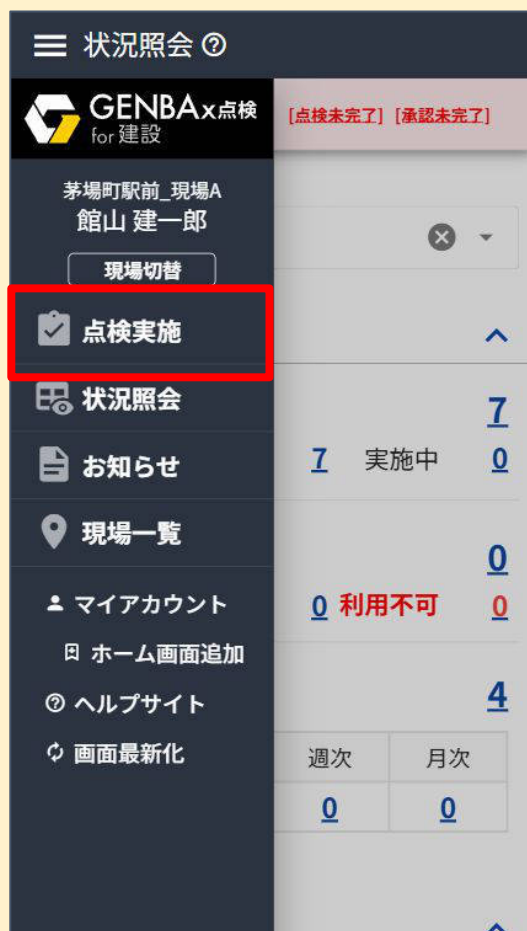 状況照会
GENBAx点検
for 建設
[点検未完了] [承認未完了]
茅場町駅前_現場A
館山 建一郎
現場切替
点検実施
状況照会
7
お知らせ
7 実施中 0
現場一覧
0
マイアカウント
0 利用不可 0
ホーム画面追加
ヘルプサイト
4
画面最新化
週次 月次
0 0